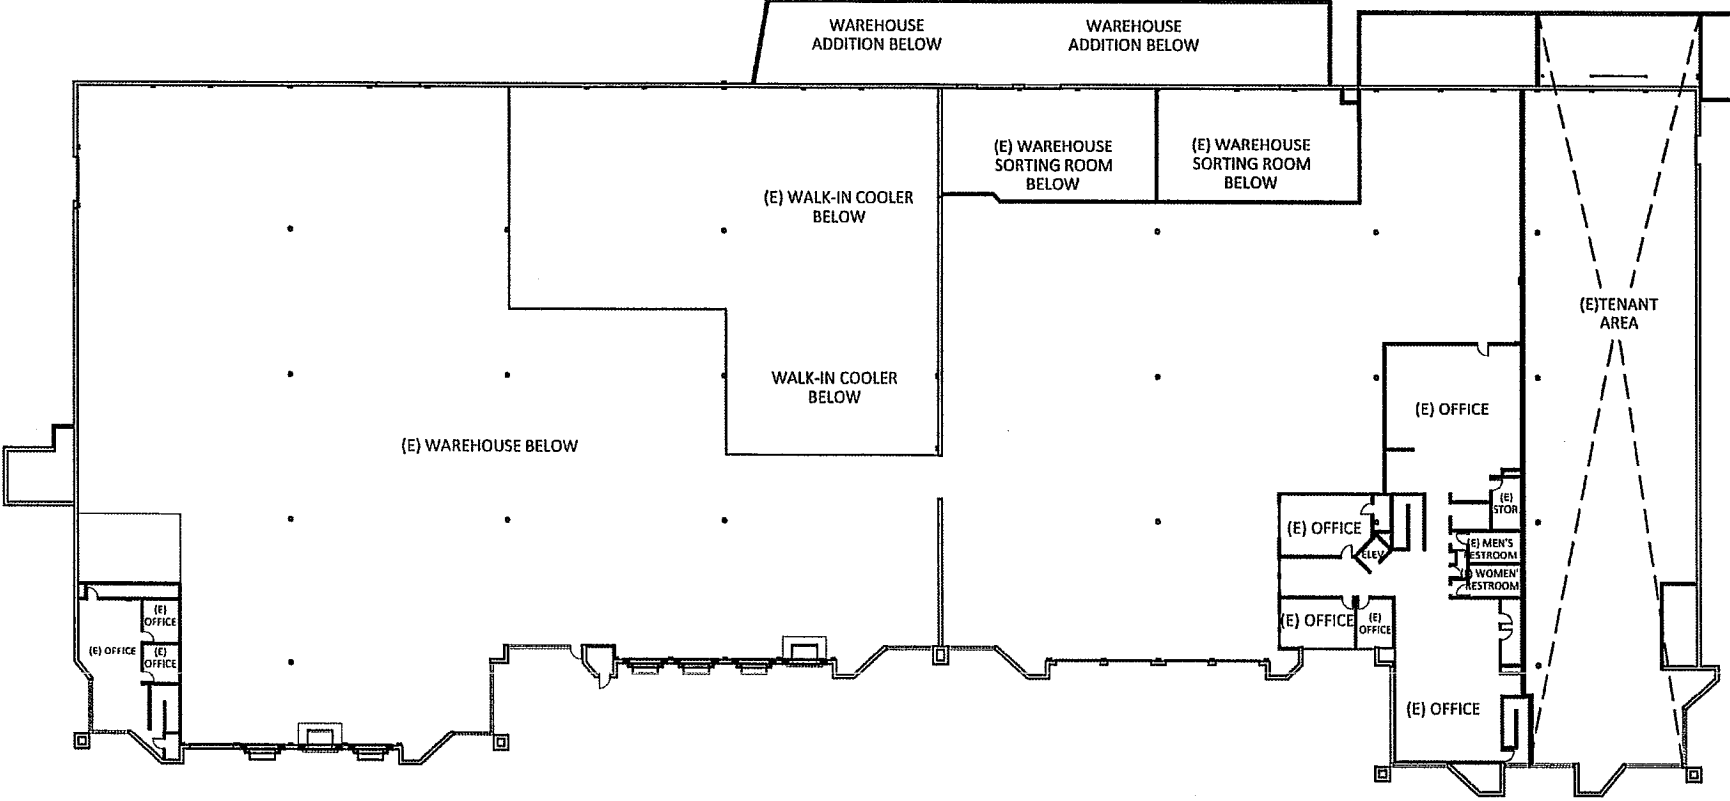 WAREHOUSE
ADDITION BELOW
WAREHOUSE
ADDITION BELOW
(E) WAREHOUSE
SORTING ROOM
BELOW
(E) WAREHOUSE
SORTING ROOM
BELOW
(E) WALK-IN COOLER
BELOW
(E)TENANT
AREA
WALK-IN COOLER
BELOW
(E) OFFICE
(E) WAREHOUSE BELOW
(E)
STOR
(E) OFFICE
ELEV
(E) MEN'S
RESTROOM
WOMEN'
RESTROOM
(E)
OFFICE
(E) OFFICE
(E)
OFFICE
(E) OFFICE
(E)
OFFICE
(E) OFFICE